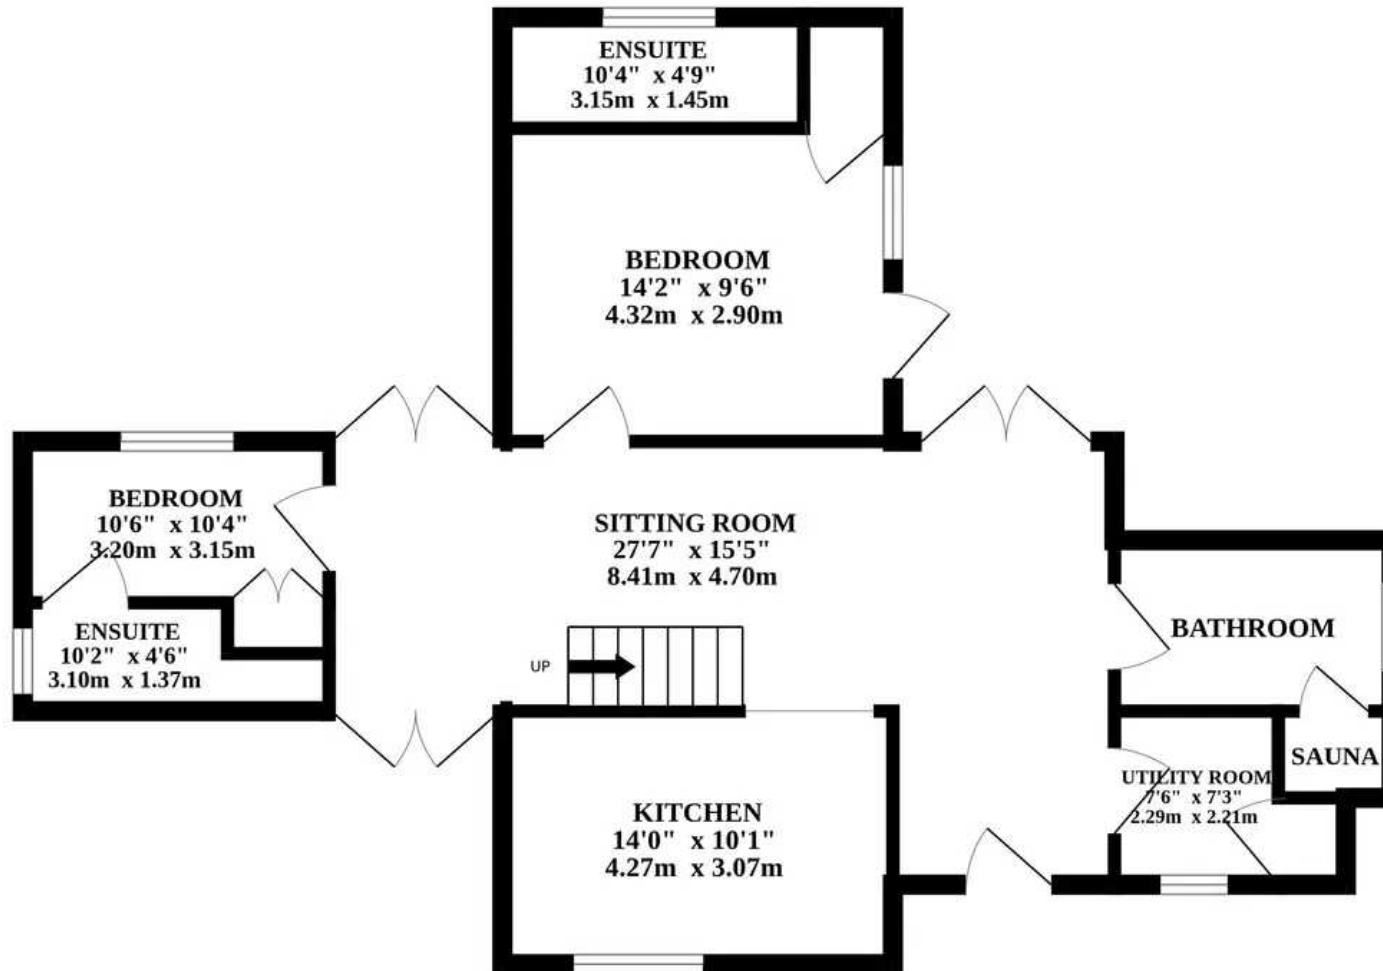 ENSUITE
10'4" x 4'9"
3.15m x 1.45m
BEDROOM
14'2" x 9'6"
4.32m x 2.90m
BEDROOM
10'6" x 10'4"
3.20m x 3.15m
SITTING ROOM
27'7" x 15'5"
8.41m x 4.70m
ENSUITE
10'2" x 4'6"
3.10m x 1.37m
UP
BATHROOM
SAUNA
UTILITY ROOM
7'6" x 7'3"
2.29m x 2.21m
KITCHEN
14'0" x 10'1"
4.27m x 3.07m